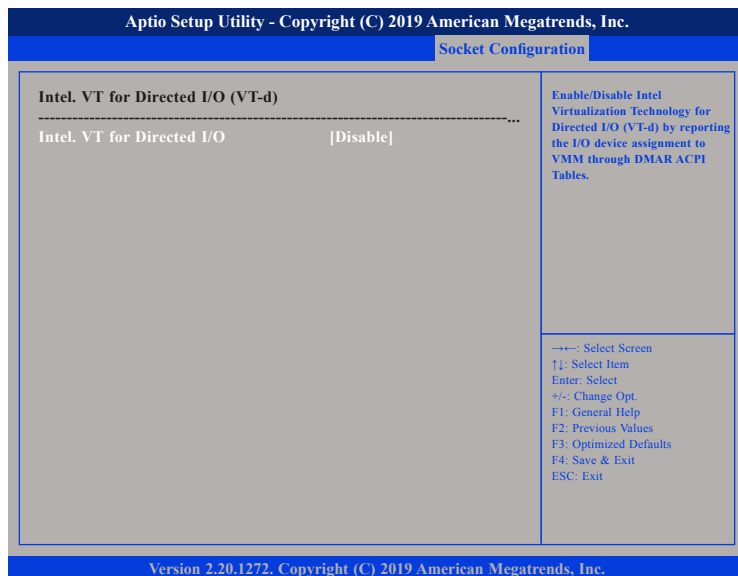 Aptio Setup Utility - Copyright (C) 2019 American Megatrends, Inc.
Socket Configuration
Intel. VT for Directed I/O (VT-d)
--------------------------------------------------------------------------------...
Intel. VT for Directed I/O [Disable]
Enable/Disable Intel
Virtualization Technology for
Directed I/O (VT-d) by reporting
the I/O device assignment to
VMM through DMAR ACPI
Tables.
→←: Select Screen
↑↓: Select Item
Enter: Select
+/-: Change Opt.
F1: General Help
F2: Previous Values
F3: Optimized Defaults
F4: Save & Exit
ESC: Exit
Version 2.20.1272. Copyright (C) 2019 American Megatrends, Inc.